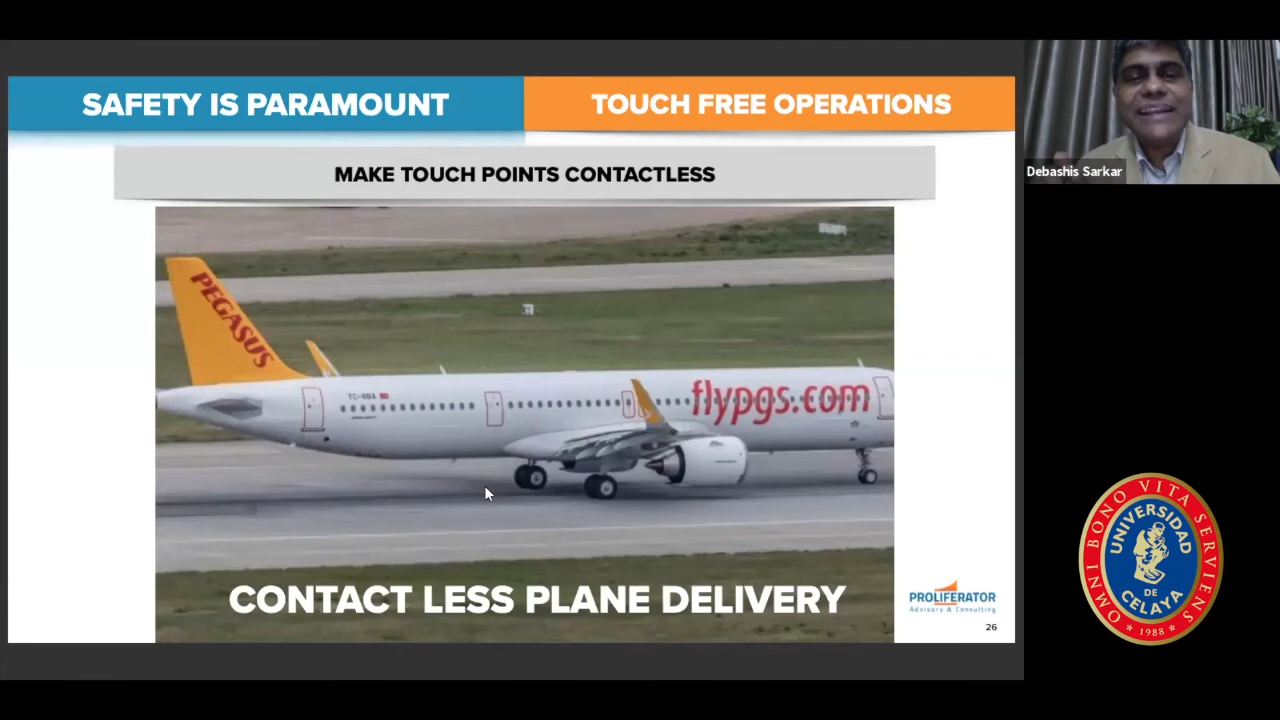 SAFETY IS PARAMOUNT
TOUCH FREE OPERATIONS
MAKE TOUCH POINTS CONTACTLESS
PEGASUS
flypgs.com
CONTACT LESS PLANE DELIVERY
PROLIFERATOR
Advisory & Consulting
26
Debashis Sarkar
OMNI BONO VITA SERVIENS
UNIVERSIDAD
DE
CELAYA
* 1988 *